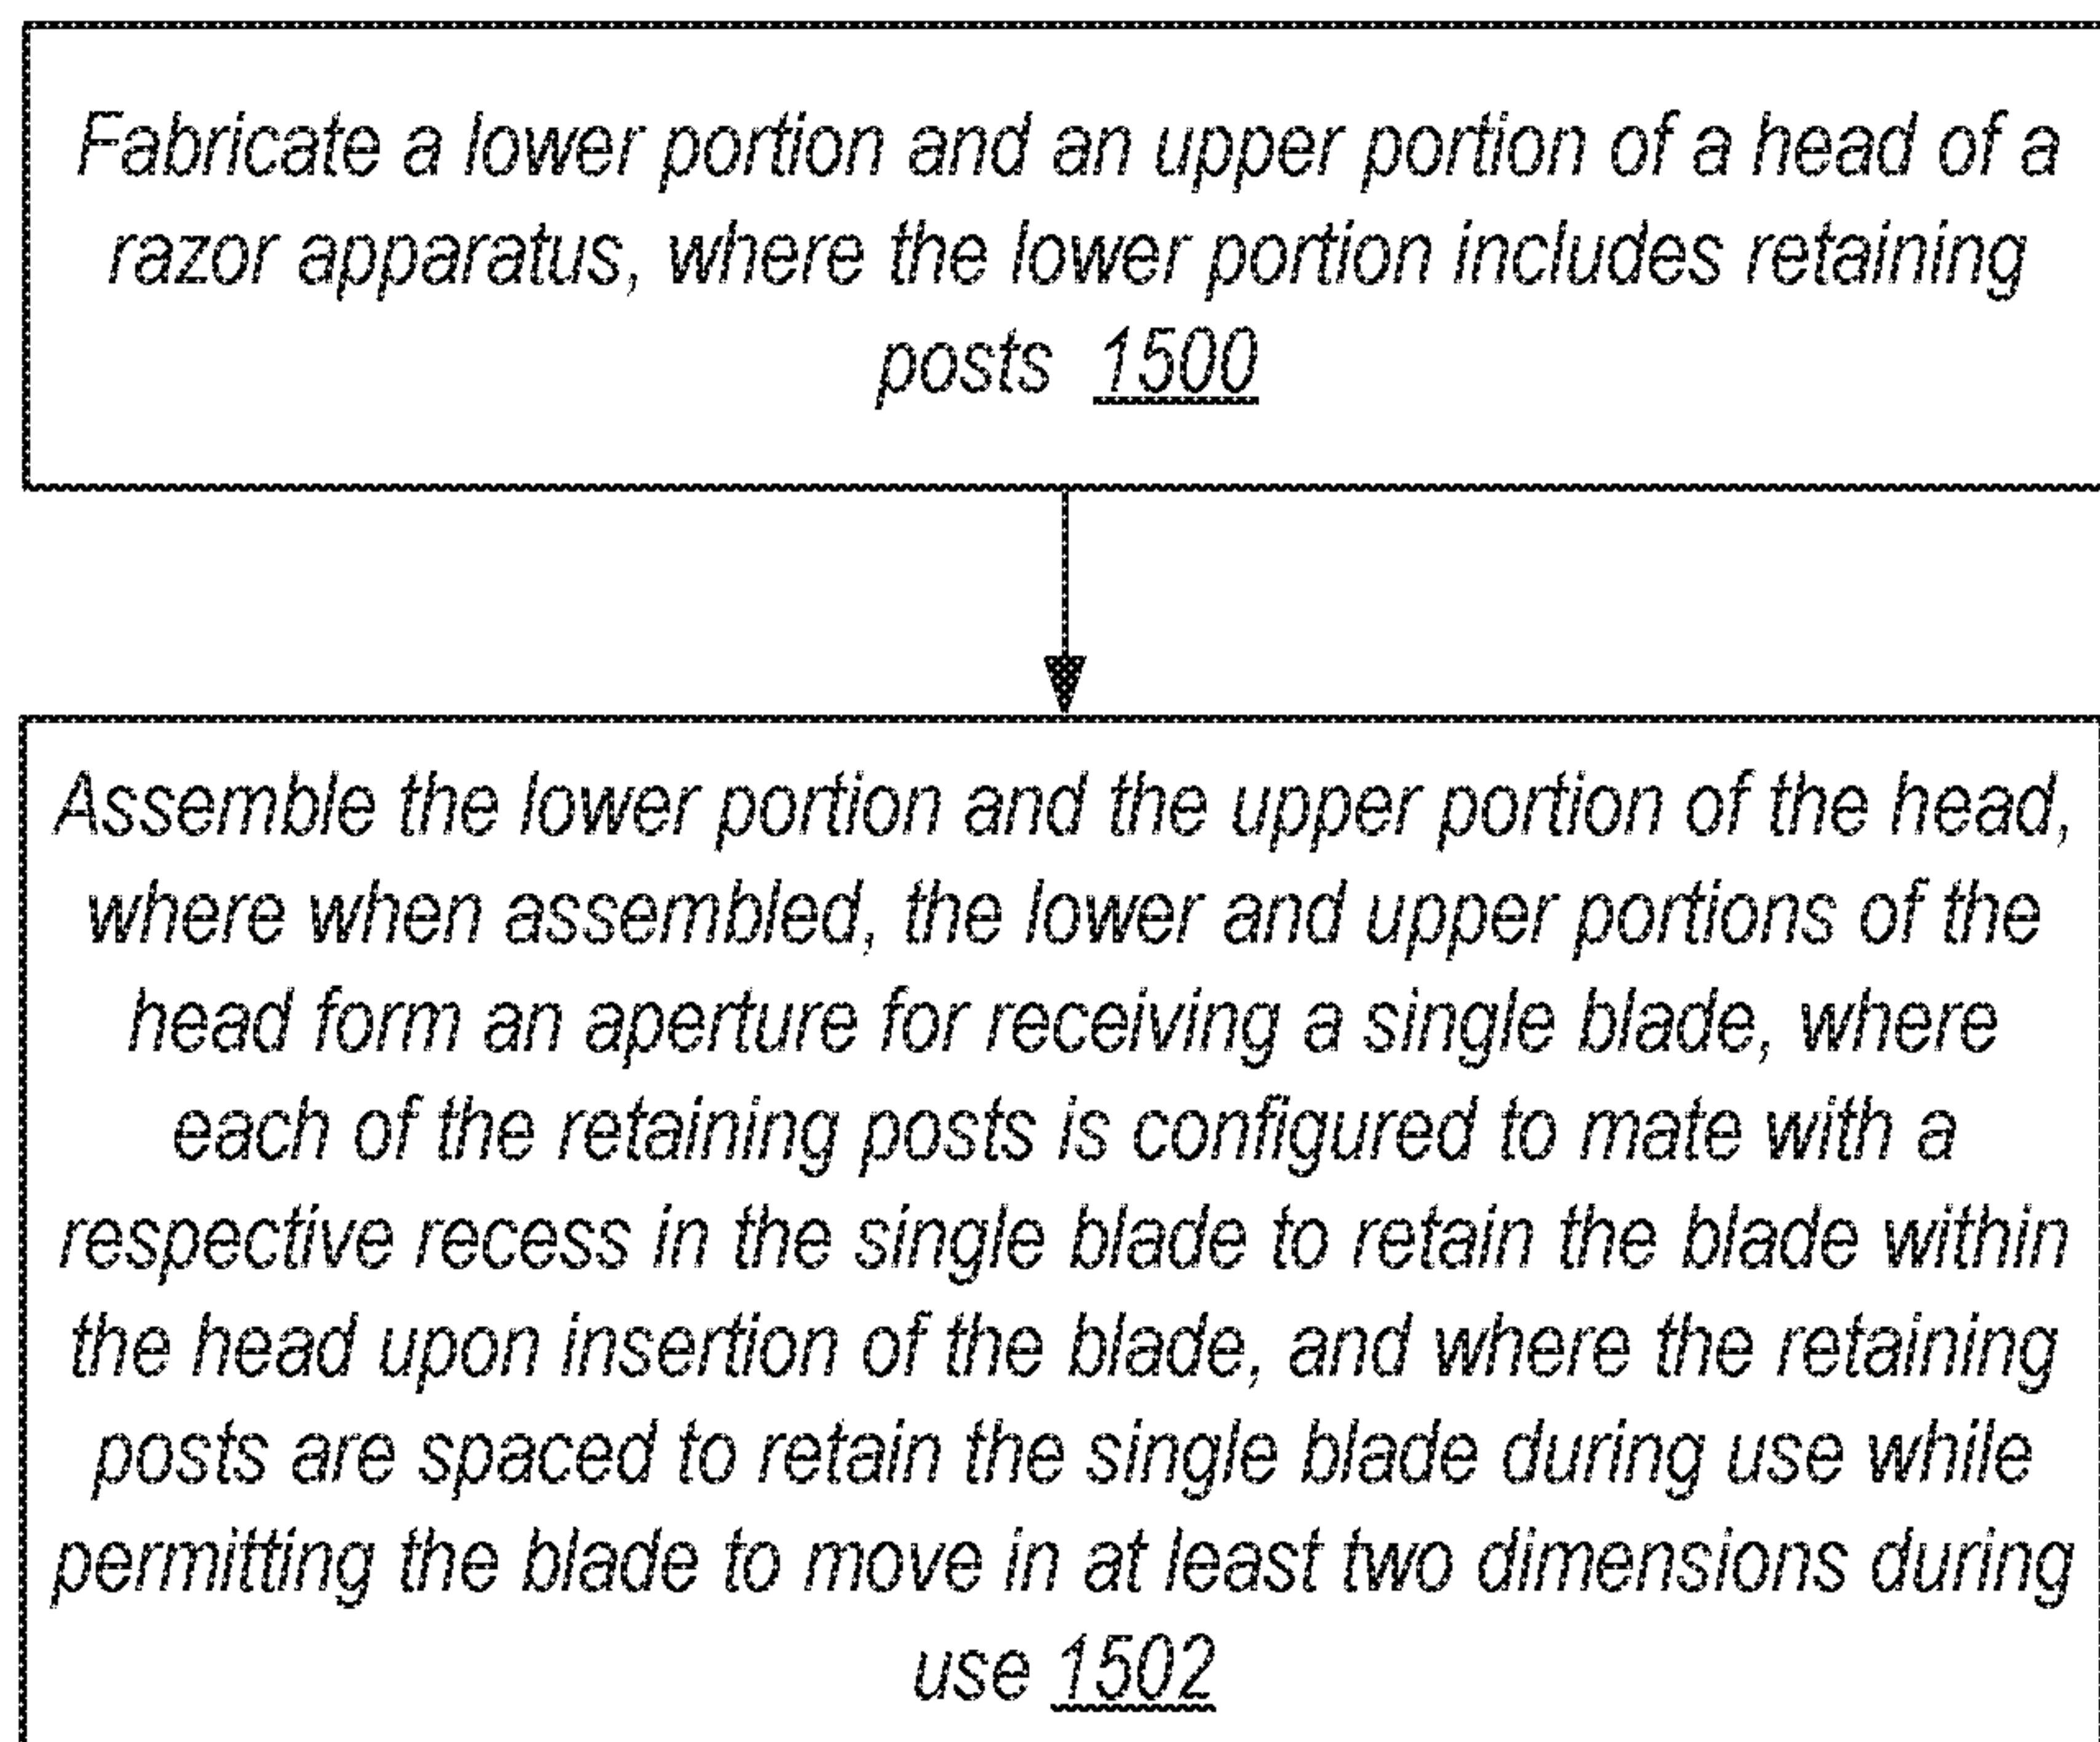 Fabricate a lower portion and an upper portion of a head of a
razor apparatus, where the lower portion includes retaining
posts 1500
Assemble the lower portion and the upper portion of the head,
where when assembled, the lower and upper portions of the
head form an aperture for receiving a single blade, where
each of the retaining posts is configured to mate with a
respective recess in the single blade to retain the blade within
the head upon insertion of the blade, and where the retaining
posts are spaced to retain the single blade during use while
permitting the blade to move in at least two dimensions during
use 1502